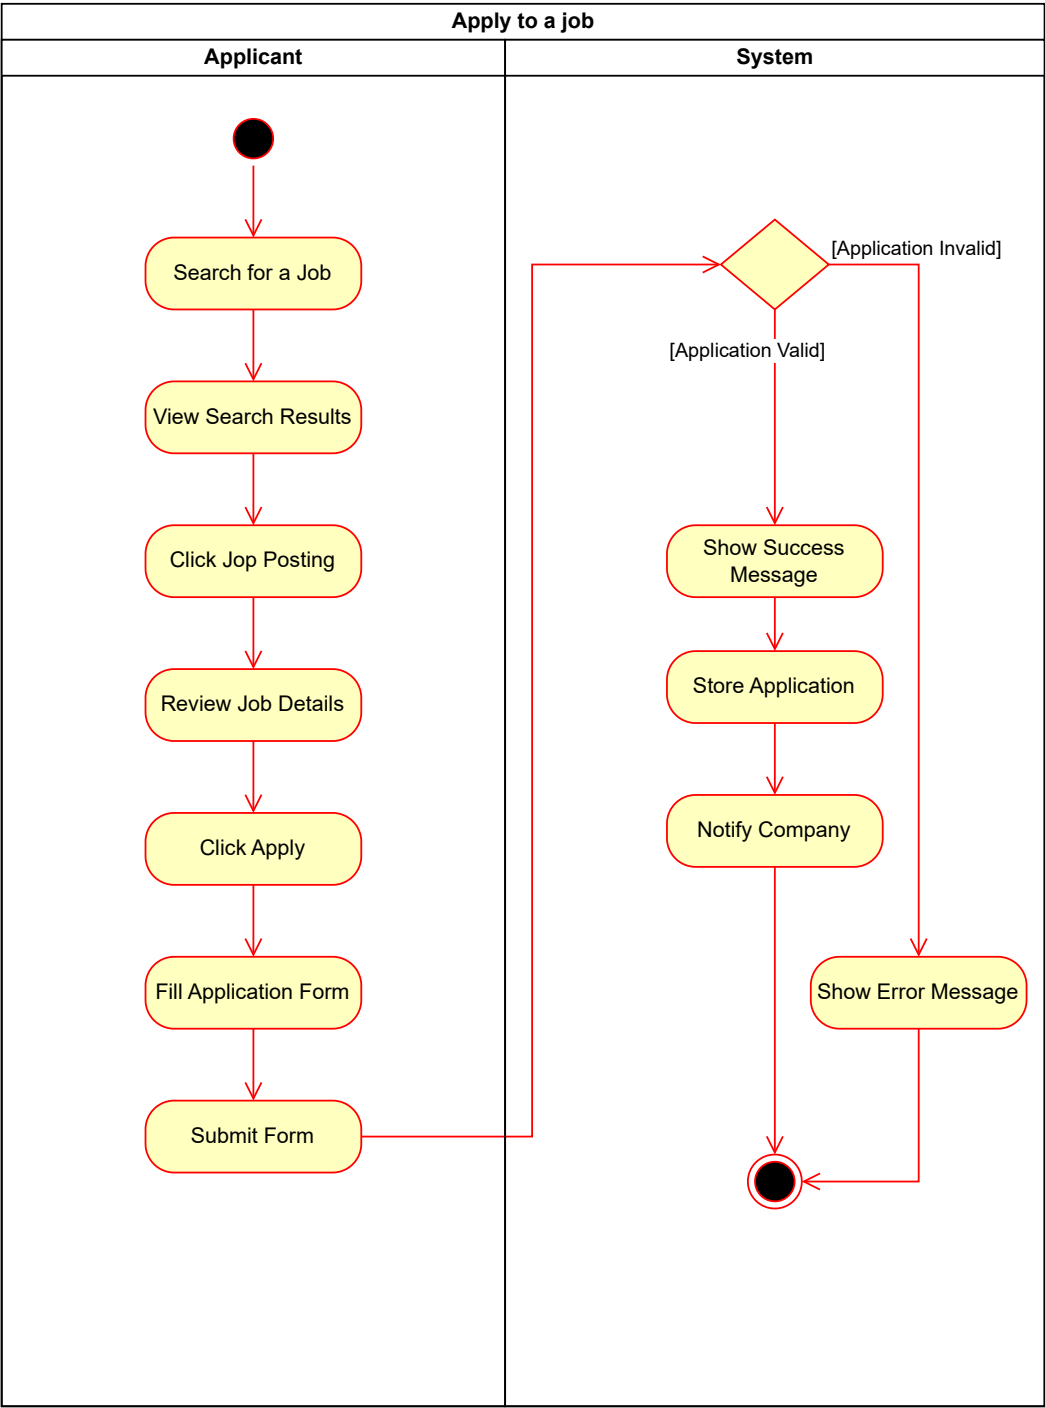 Apply to a job
Applicant
System
Search for a Job
View Search Results
Click Jop Posting
Review Job Details
Click Apply
Fill Application Form
Submit Form
[Application Invalid]
[Application Valid]
Show Success
Message
Store Application
Notify Company
Show Error Message